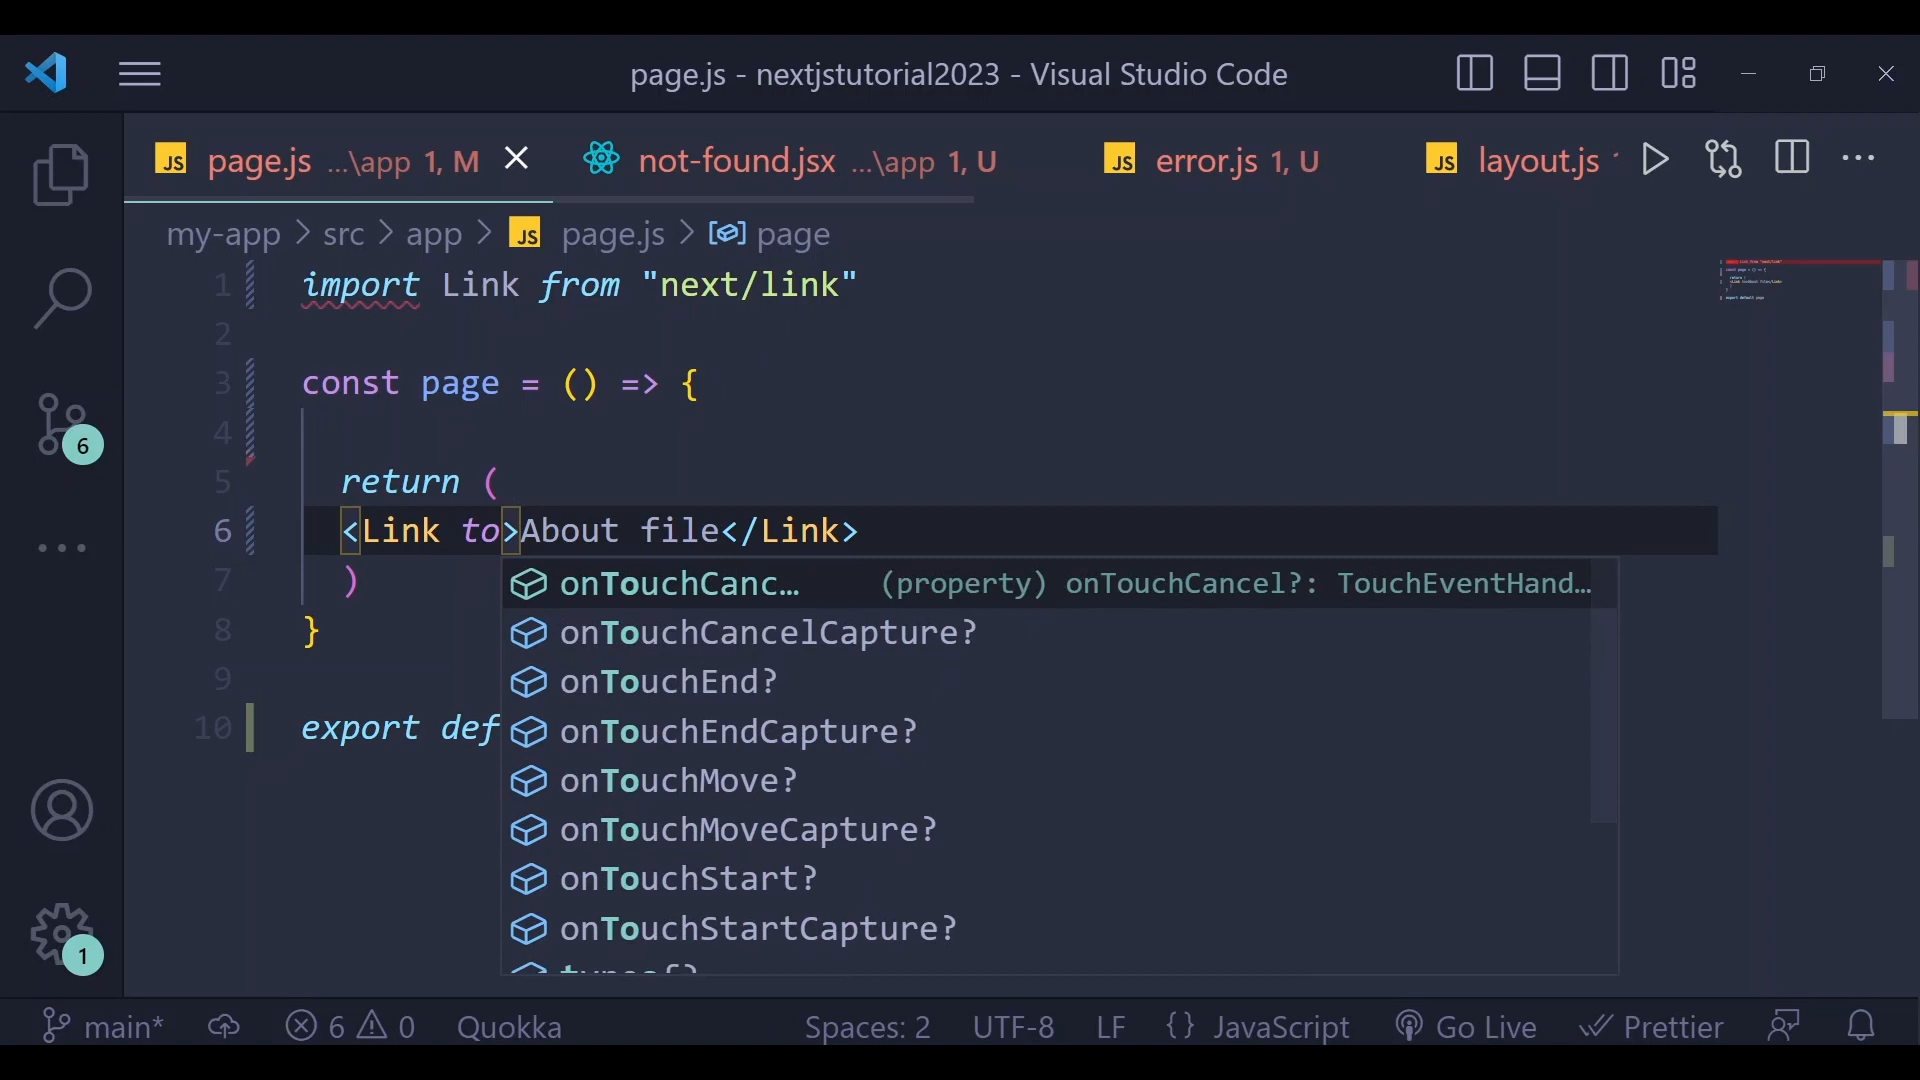 page.js - nextjstutorial2023 - Visual Studio Code
JS page.js ...\app 1, M not-found.jsx ...\app 1, U JS error.js 1, U JS layout.js
my-app > src > app > JS page.js > page
1 import Link from "next/link"
2
3 const page = () => {
4
5 return (
6 <Link to>About file</Link>
7 )
8 }
9
10 export def
onTouchCanc... (property) onTouchCancel?: TouchEventHand...
onTouchCancelCapture?
onTouchEnd?
onTouchEndCapture?
onTouchMove?
onTouchMoveCapture?
onTouchStart?
onTouchStartCapture?
6
1
main* 6 0 Quokka Spaces: 2 UTF-8 LF {} JavaScript Go Live Prettier